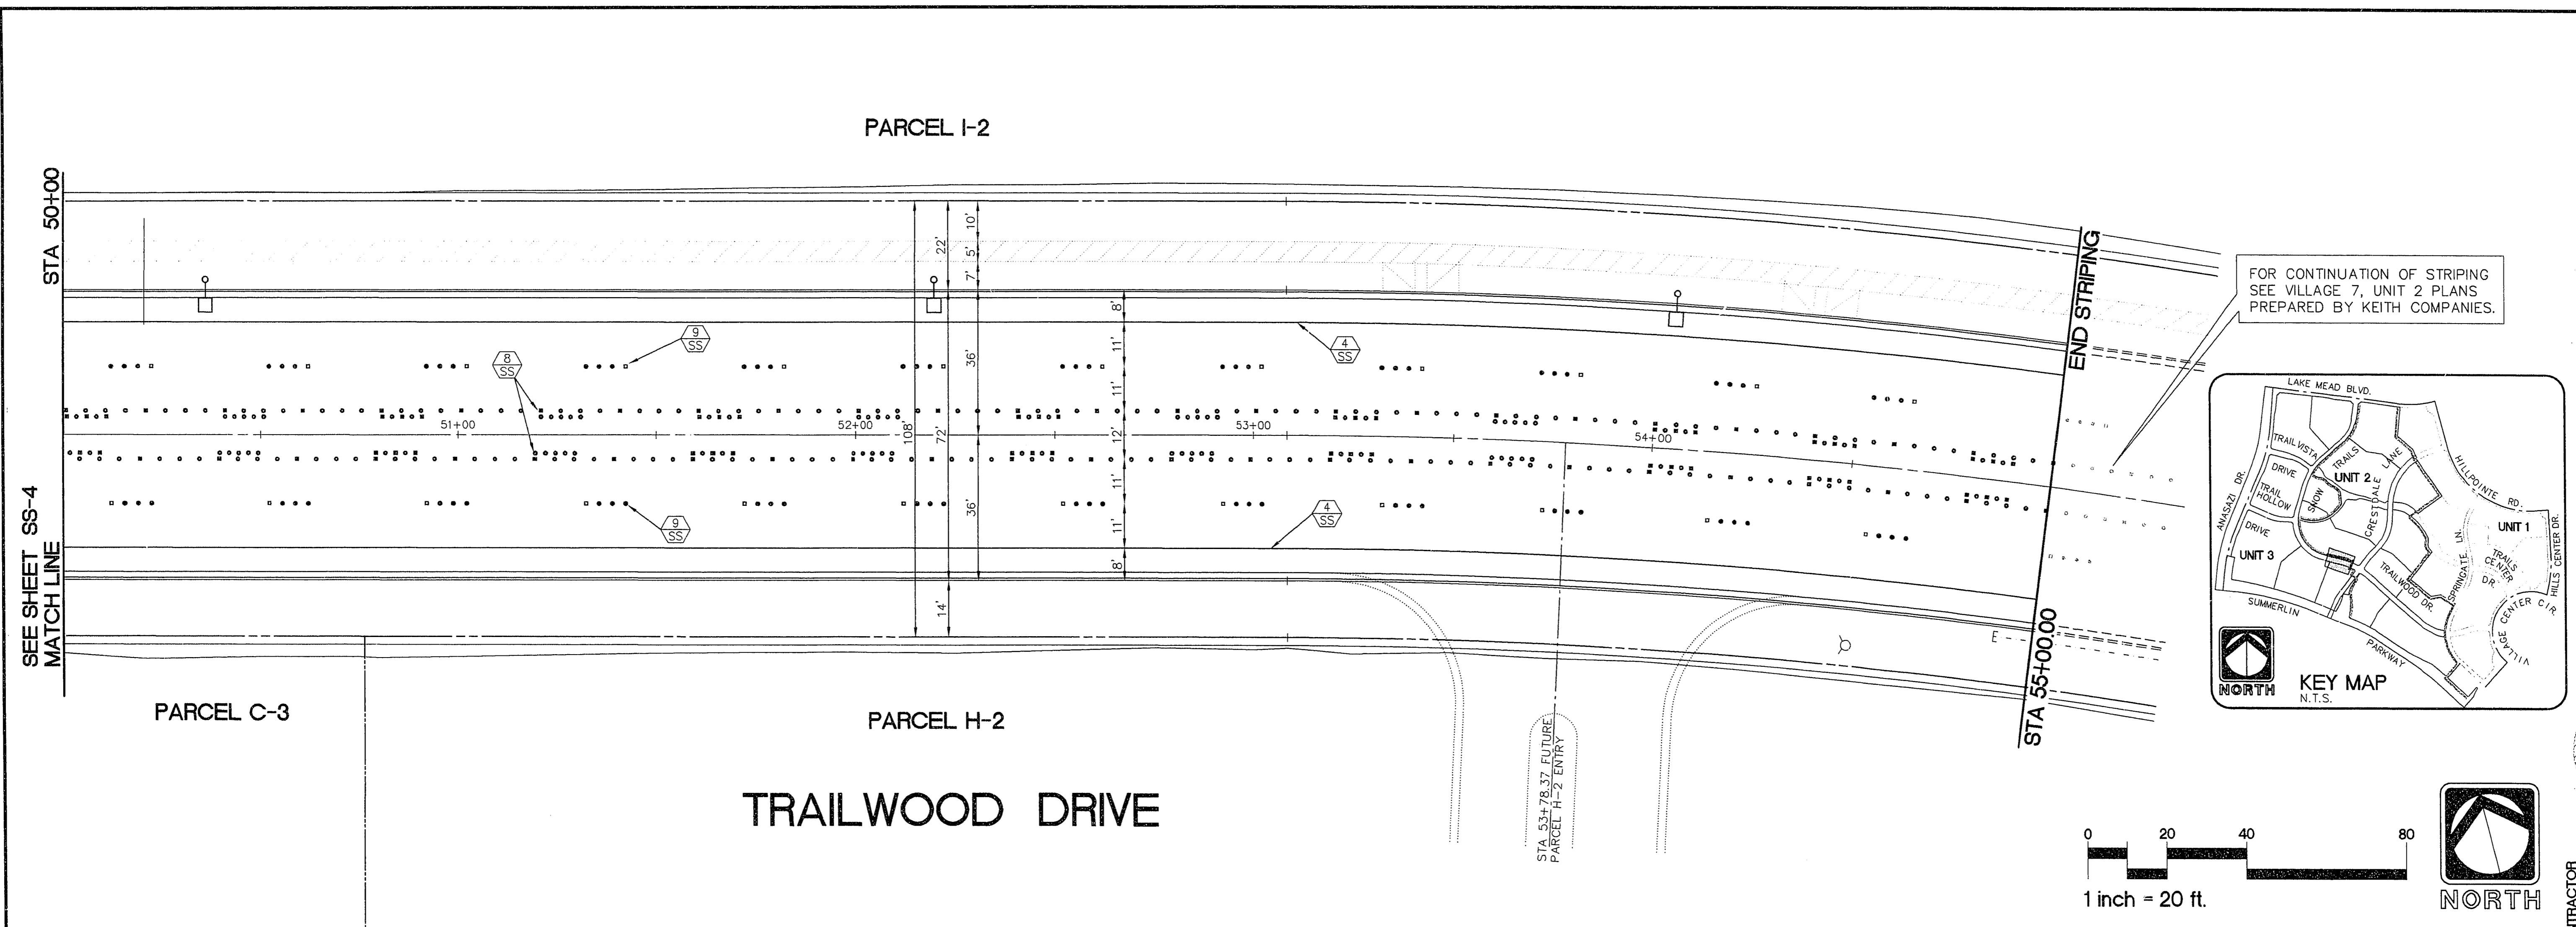 PARCEL I-2
STA 50+00
SEE SHEET SS-4
MATCH LINE
10'
22'
5'
7'
8'
9
SS
8
SS
4
SS
11'
36'
11'
51+00
52+00
108'
72'
12'
53+00
54+00
11'
36'
11'
9
SS
4
SS
8'
14'
END STRIPING
STA 55+00.00
E
FOR CONTINUATION OF STRIPING
SEE VILLAGE 7, UNIT 2 PLANS
PREPARED BY KEITH COMPANIES.
PARCEL C-3
PARCEL H-2
STA 53+78.37 FUTURE
PARCEL H-2 ENTRY
TRAILWOOD DRIVE
LAKE MEAD BLVD.
TRAIL VISTA
DRIVE
TRAILS
LANE
UNIT 2
HILLPOINTE RD.
ANASAZI DR.
TRAIL
HOLLOW
DRIVE
SNOW
CRESTDALE
UNIT 1
UNIT 3
SPRINGATE LN.
TRAILS
CENTER
DR.
HILLS CENTER DR.
TRAILWOOD DR.
SUMMERLIN
PARKWAY
VILLAGE CENTER CIR.
NORTH
KEY MAP
N.T.S.
0 20 40 80
1 inch = 20 ft.
NORTH